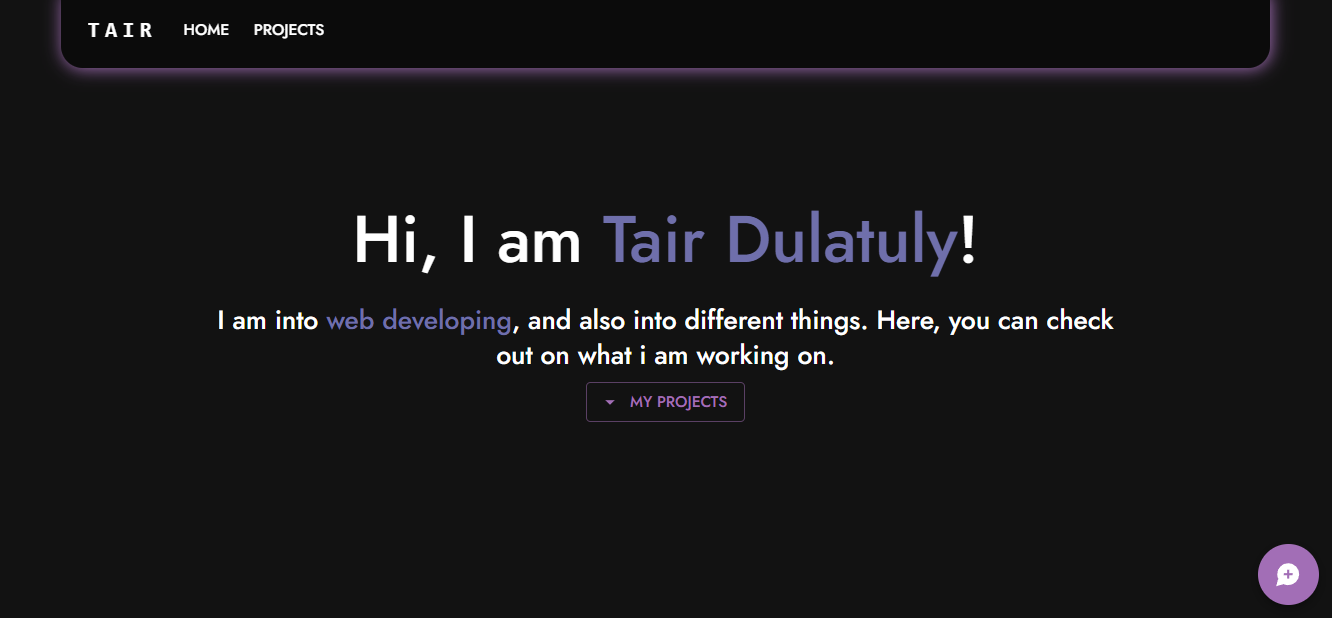 TAIR HOME PROJECTS
Hi, I am Tair Dulatuly!
I am into web developing, and also into different things. Here, you can check
out on what i am working on.
MY PROJECTS